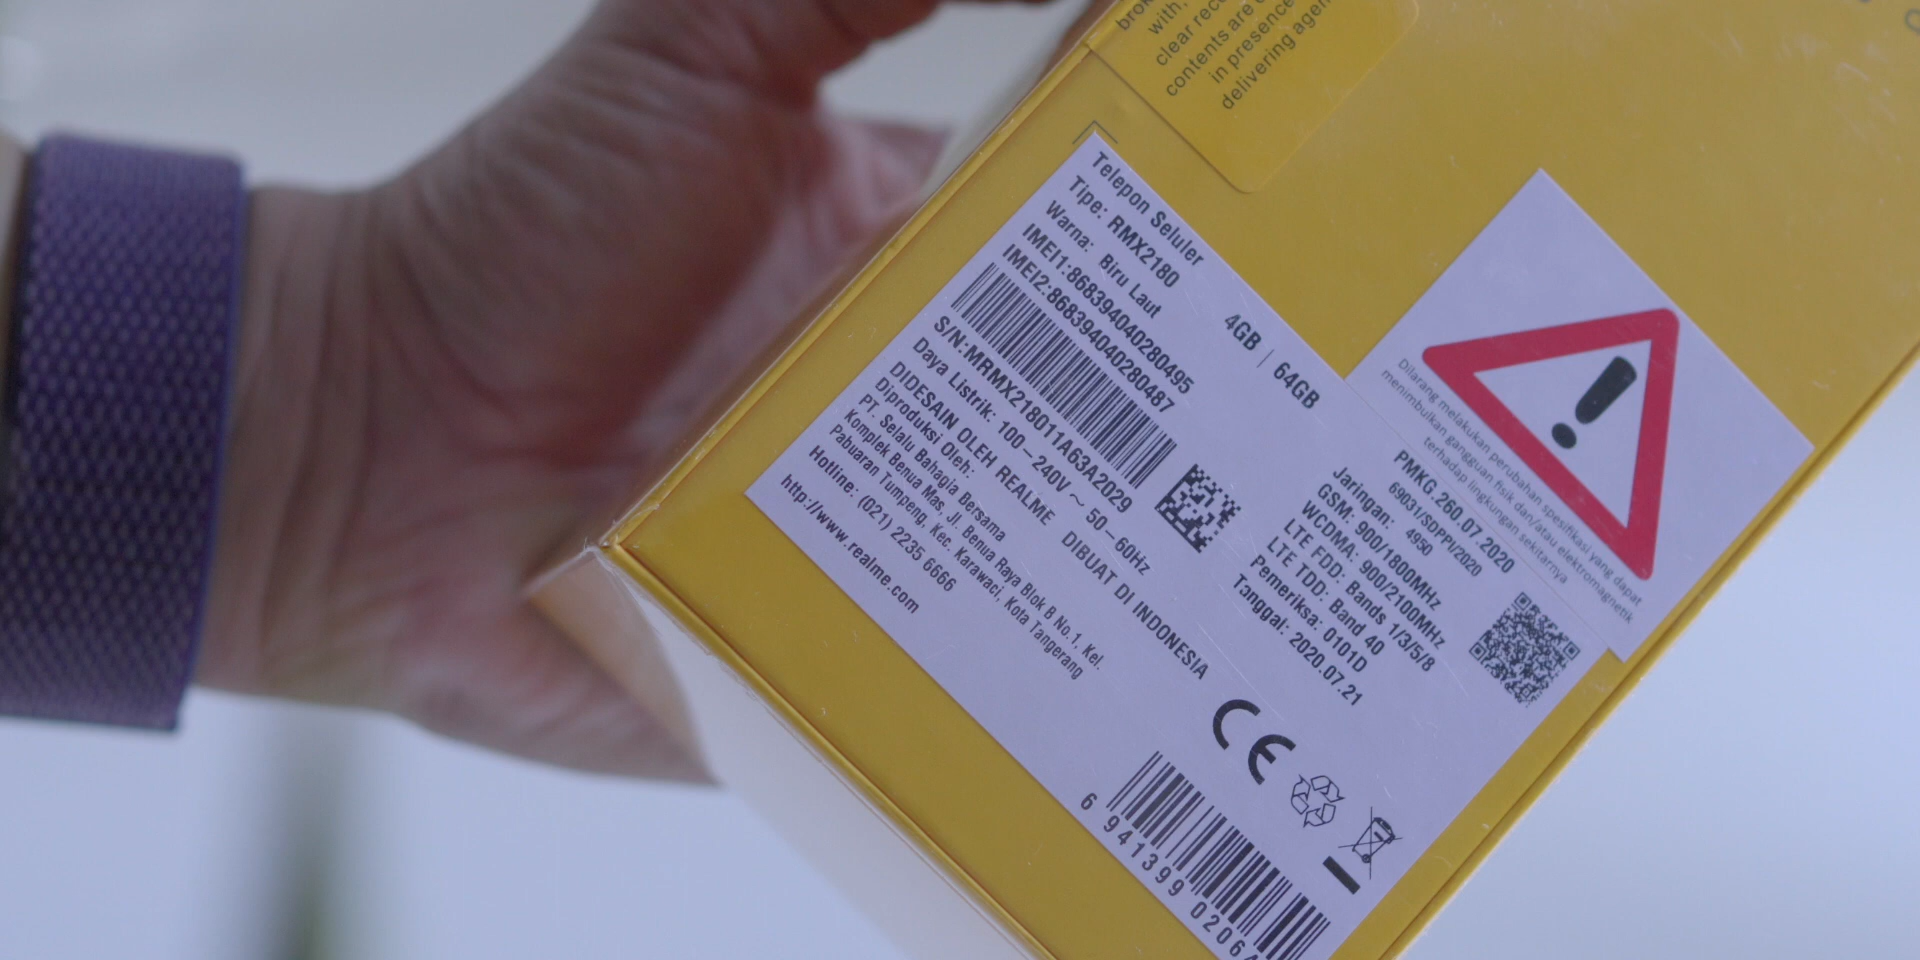 with,
clear rec
contents are
in presence
delivering agen
Telepon Seluler
Tipe: RMX2180
Warna: Biru Laut
4GB | 64GB
IMEI1:868394040280495
IMEI2:868394040280487
S/N:MRMX218011A63A2029
Daya Listrik: 100–240V ～ 50–60Hz
DIDESAIN OLEH REALME DIBUAT DI INDONESIA
Diproduksi Oleh:
PT. Selalu Bahagia Bersama
Komplek Benua Mas, Jl. Benua Raya Blok B No.1, Kel.
Pabuaran Tumpeng, Kec. Karawaci, Kota Tangerang
Hotline: (021) 2235 6666
http://www.realme.com
Dilarang melakukan perubahan spesifikasi yang dapat
menimbulkan gangguan fisik dan/atau elektromagnetik
terhadap lingkungan sekitarnya
PMKG.260.07.2020
69031/SDPPI/2020
4950
Jaringan:
GSM: 900/1800MHz
WCDMA: 900/2100MHz
LTE FDD: Bands 1/3/5/8
LTE TDD: Band 40
Pemeriksa: 0101D
Tanggal: 2020.07.21
CE
6 941399 0206